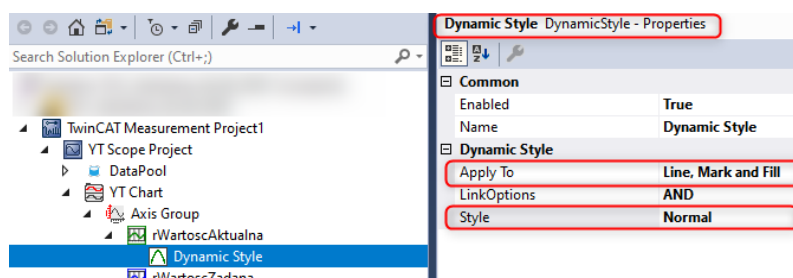 Search Solution Explorer (Ctrl+;)
TwinCAT Measurement Project1
YT Scope Project
DataPool
YT Chart
Axis Group
rWartoscAktualna
Dynamic Style
rWartoscZadana
Dynamic Style DynamicStyle - Properties
Common
Enabled True
Name Dynamic Style
Dynamic Style
Apply To Line, Mark and Fill
LinkOptions AND
Style Normal